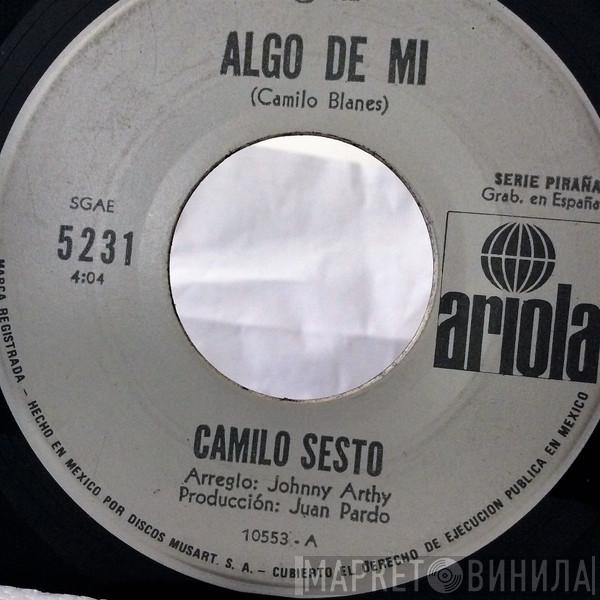 ALGO DE MI
(Camilo Blanes)
SERIE PIRAÑA
Grab. en España
SGAE
5231
4:04
ariola
CAMILO SESTO
Arreglo: Johnny Arthy
Producción: Juan Pardo
10553-A
MARCA REGISTRADA - HECHO EN MEXICO POR DISCOS MUSART. S. A. - CUBIERTO EL DERECHO DE EJECUCION PUBLICA EN MEXICO
МАРКЕТ ВИНИЛА